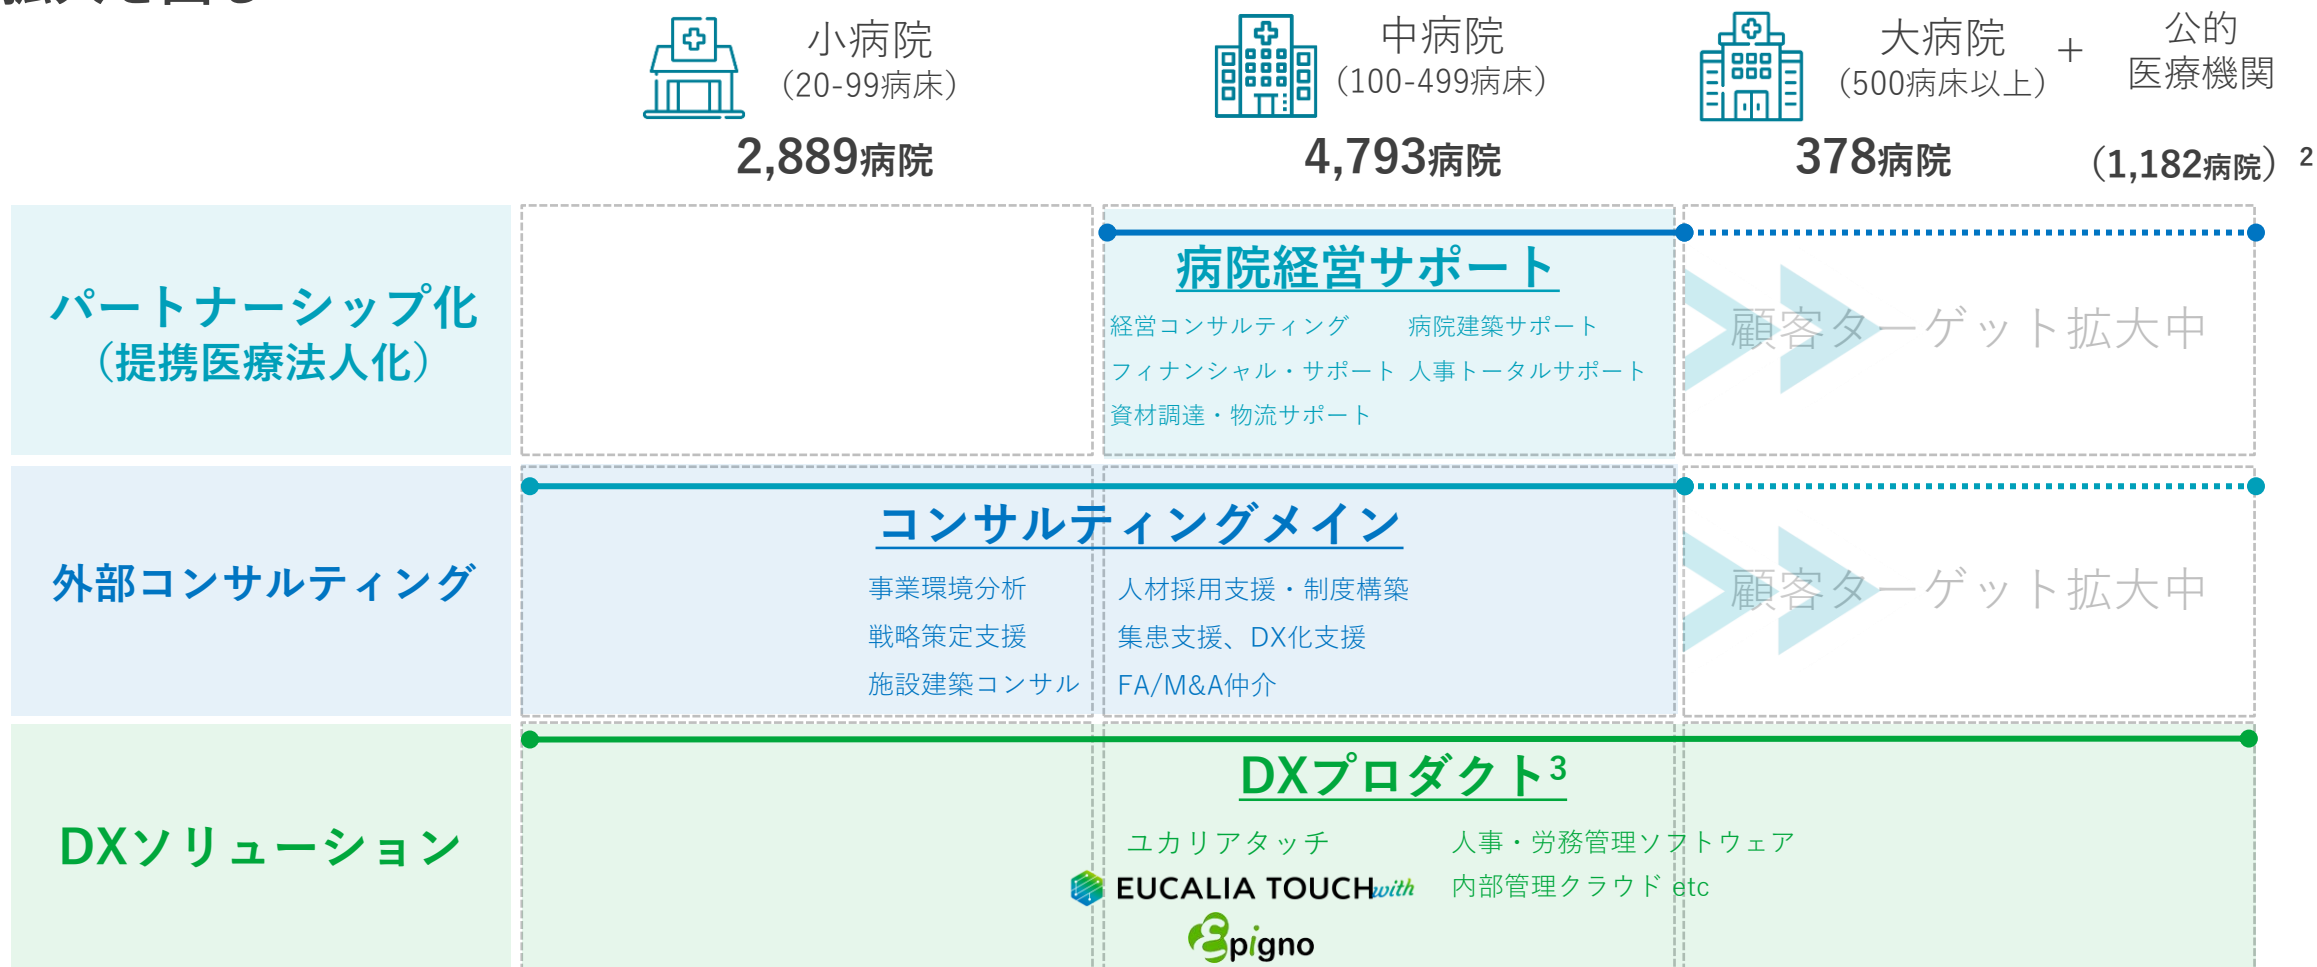 小病院
（20-99病床）
2,889病院
中病院
（100-499病床）
4,793病院
大病院
（500病床以上）
378病院
＋
公的
医療機関
（1,182病院）2
パートナーシップ化
（提携医療法人化）
病院経営サポート
経営コンサルティング 病院建築サポート
フィナンシャル・サポート 人事トータルサポート
資材調達・物流サポート
顧客ターゲット拡大中
外部コンサルティング
コンサルティングメイン
事業環境分析 人材採用支援・制度構築
戦略策定支援 集患支援、DX化支援
施設建築コンサル FA/M&A仲介
顧客ターゲット拡大中
DXソリューション
DXプロダクト3
ユカリアタッチ 人事・労務管理ソフトウェア
EUCALIA TOUCH with 内部管理クラウド etc
Epigno